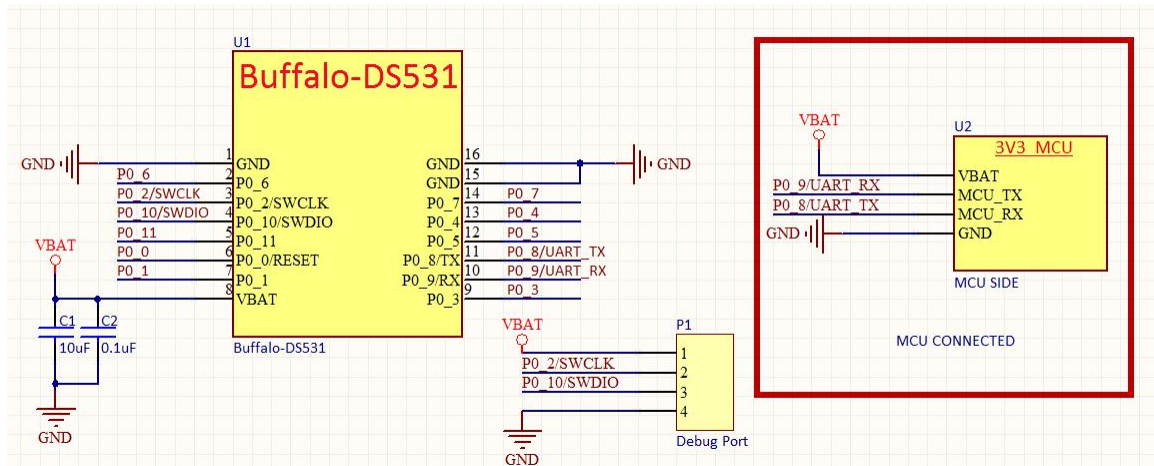 U1
Buffalo-DS531
GND
1
GND
P0_6
2
P0_6
P0_2/SWCLK
3
P0_2/SWCLK
P0_10/SWDIO
4
P0_10/SWDIO
P0_11
5
P0_11
P0_0
6
P0_0/RESET
P0_1
7
P0_1
8
VBAT
GND
16
GND
GND
15
P0_7
14
P0_7
P0_4
13
P0_4
P0_5
12
P0_5
P0_8/TX
11
P0_8/UART_TX
P0_9/RX
10
P0_9/UART_RX
P0_3
9
P0_3
Buffalo-DS531
VBAT
C1
10uF
C2
0.1uF
GND
VBAT
P0_2/SWCLK
P0_10/SWDIO
GND
P1
1
2
3
4
Debug Port
VBAT
U2
3V3 MCU
VBAT
P0_9/UART_RX
MCU_TX
P0_8/UART_TX
MCU_RX
GND
GND
MCU SIDE
MCU CONNECTED